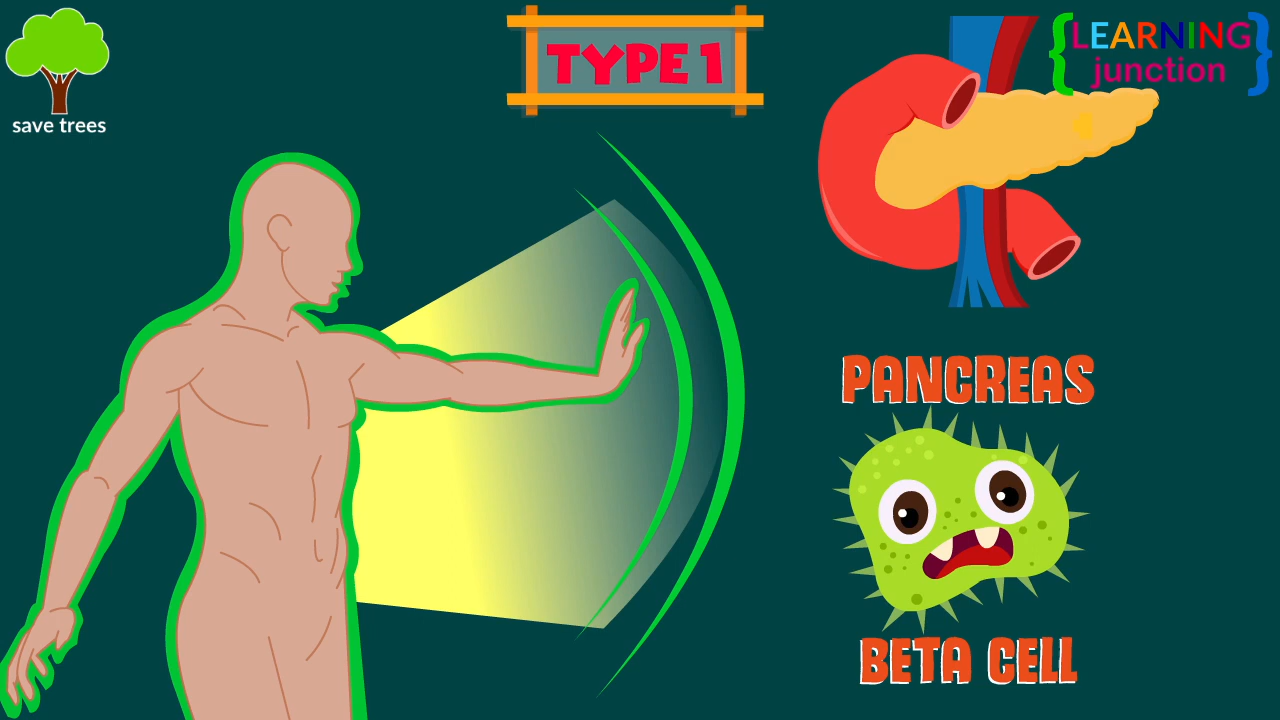 save trees
TYPE 1
{LEARNING
junction}
PANCREAS
BETA CELL